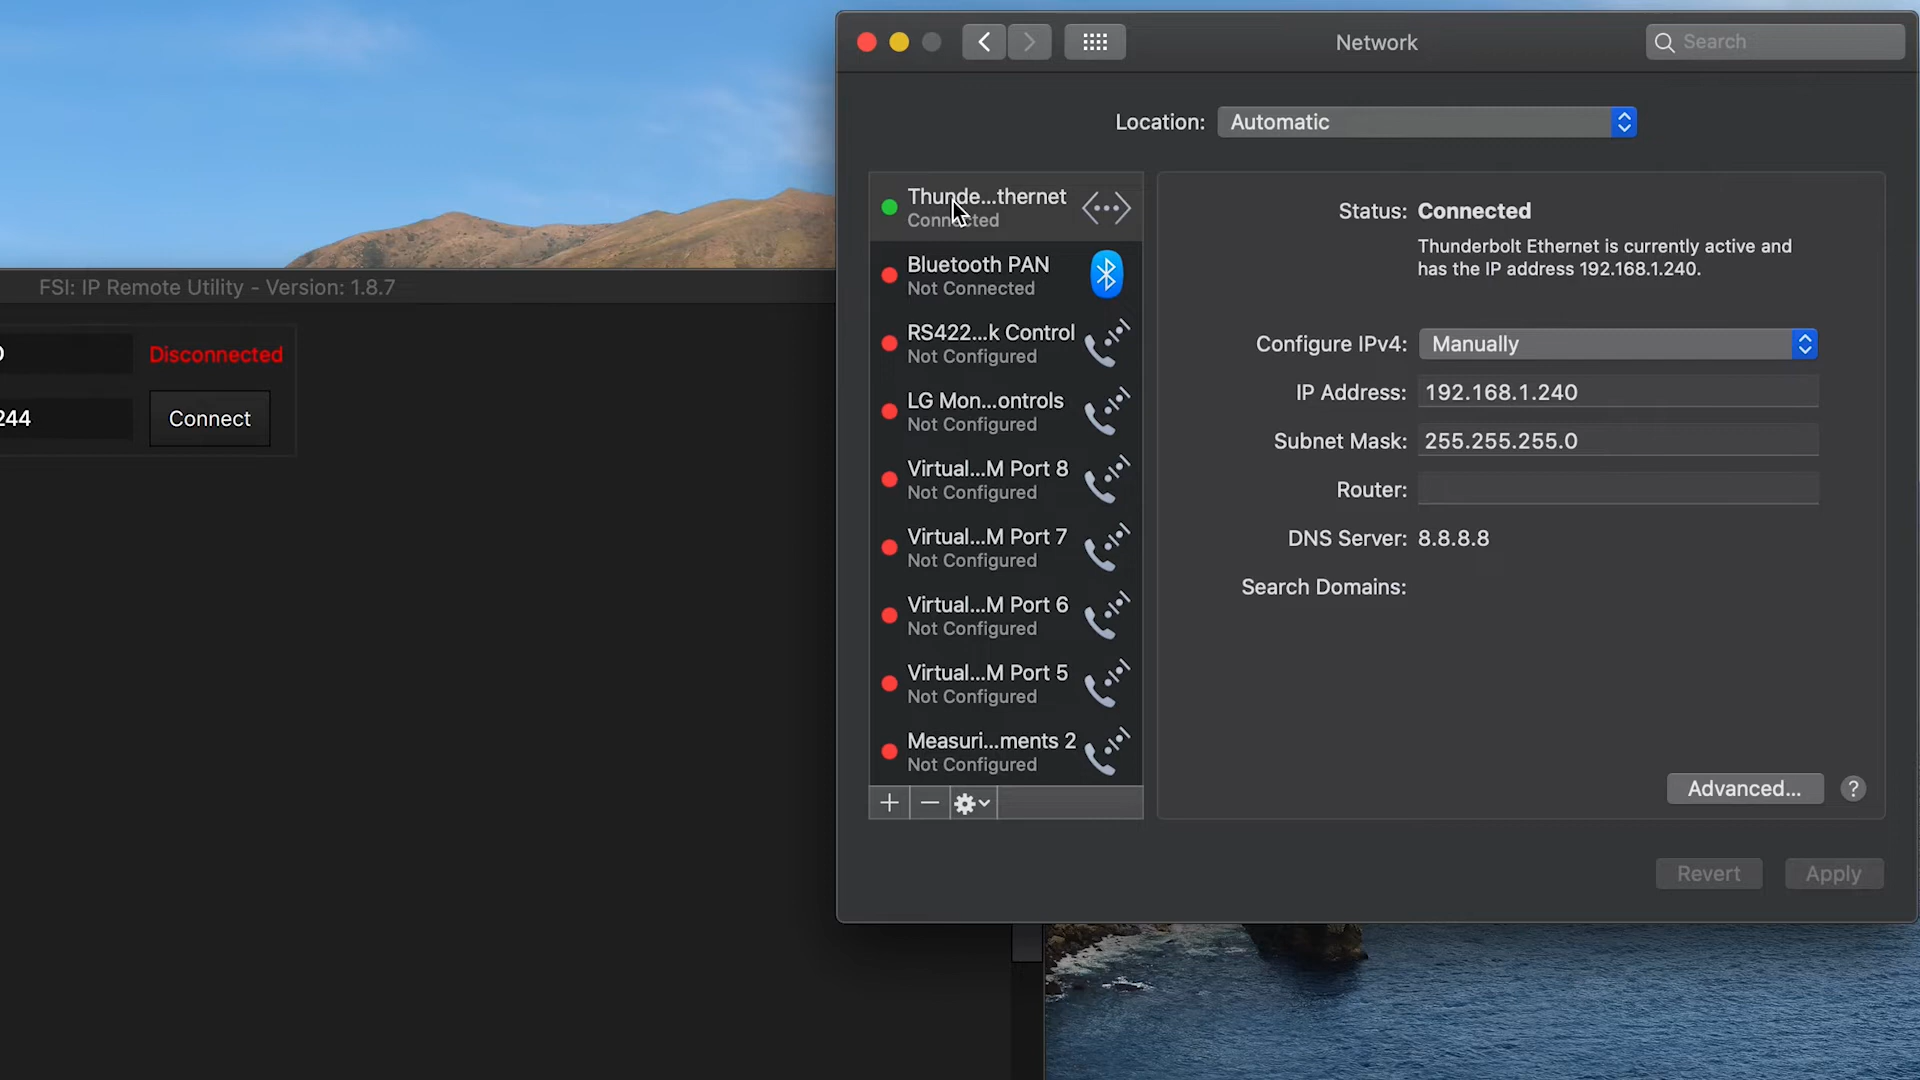 Network
Search
Location: Automatic
Thunde...thernet
Connected
Bluetooth PAN
Not Connected
RS422...k Control
Not Configured
LG Mon...ontrols
Not Configured
Virtual...M Port 8
Not Configured
Virtual...M Port 7
Not Configured
Virtual...M Port 6
Not Configured
Virtual...M Port 5
Not Configured
Measuri...ments 2
Not Configured
Status: Connected
Thunderbolt Ethernet is currently active and
has the IP address 192.168.1.240.
Configure IPv4: Manually
IP Address: 192.168.1.240
Subnet Mask: 255.255.255.0
Router:
DNS Server: 8.8.8.8
Search Domains:
Advanced...
?
Revert
Apply
FSI: IP Remote Utility - Version: 1.8.7
Disconnected
244
Connect